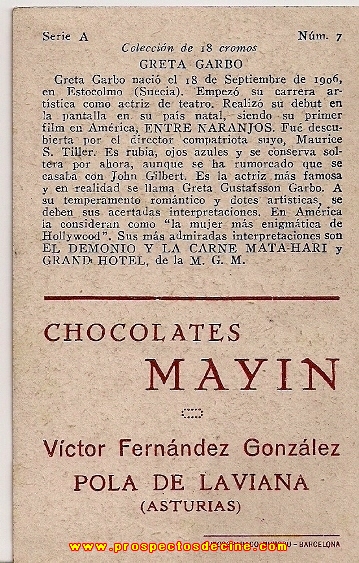 Serie A Núm. 7
Colección de 18 cromos
GRETA GARBO
Greta Garbo nació el 18 de Septiembre de 1906,
en Estocolmo (Suecia). Empezó su carrera ar-
tística como actriz de teatro. Realizó su debut en
la pantalla en su país natal, siendo su primer
film en América, ENTRE NARANJOS. Fué descu-
bierta por el director compatriota suyo, Maurice
S. Tiller. Es rubia, ojos azules y se conserva sol-
tera por ahora, aunque se ha rumorcado que se
casaba con John Gilbert. Es la actriz mas famosa
y en realidad se llama Greta Gustafsson Garbo. A
su temperamento romántico y dotes artísticas, se
deben sus acertadas interpretaciones. En América
la consideran como "la mujer más enigmática de
Hollywood". Sus más admiradas interpretaciones son
EL DEMONIO Y LA CARNE MATA-HARI y
GRAND HOTEL, de la M. G. M.
CHOCOLATES
MAYIN
Víctor Fernández González
POLA DE LAVIANA
(ASTURIAS)
- BARCELONA
www.prospectosdecine.com